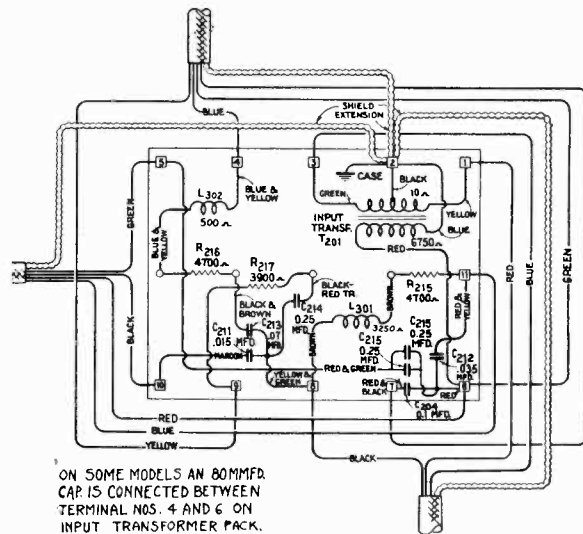 BLUE
SHIELD
EXTENSION
5
4
3
2
1
CASE
BLACK
GREEN
10Ω
YELLOW
INPUT
TRANSF.
T201
BLUE
6750Ω
RED
L302
500Ω
BLUE &
YELLOW
GREEN
BLUE &
YELLOW
R216
4700Ω
R217
3900Ω
BLACK-
RED TR.
C214
0.25
MFD.
BLACK &
BROWN
C213
.07
MFD.
C211
.015 MFD.
MAROON
YELLOW &
GREEN
BROWN
L301
3250Ω
BROWN
R215
4700Ω
11
RED &
YELLOW
C215
0.25
MFD.
C215
0.25
MFD.
C212
.035
MFD.
RED & GREEN
RED &
BLACK
RED
C204
0.1 MFD.
BLACK
10
9
8
7
6
RED
BLUE
YELLOW
BLACK
RED
BLUE
GREEN
ON SOME MODELS AN 80MMFD.
CAP. IS CONNECTED BETWEEN
TERMINAL NOS. 4 AND 6 ON
INPUT TRANSFORMER PACK.